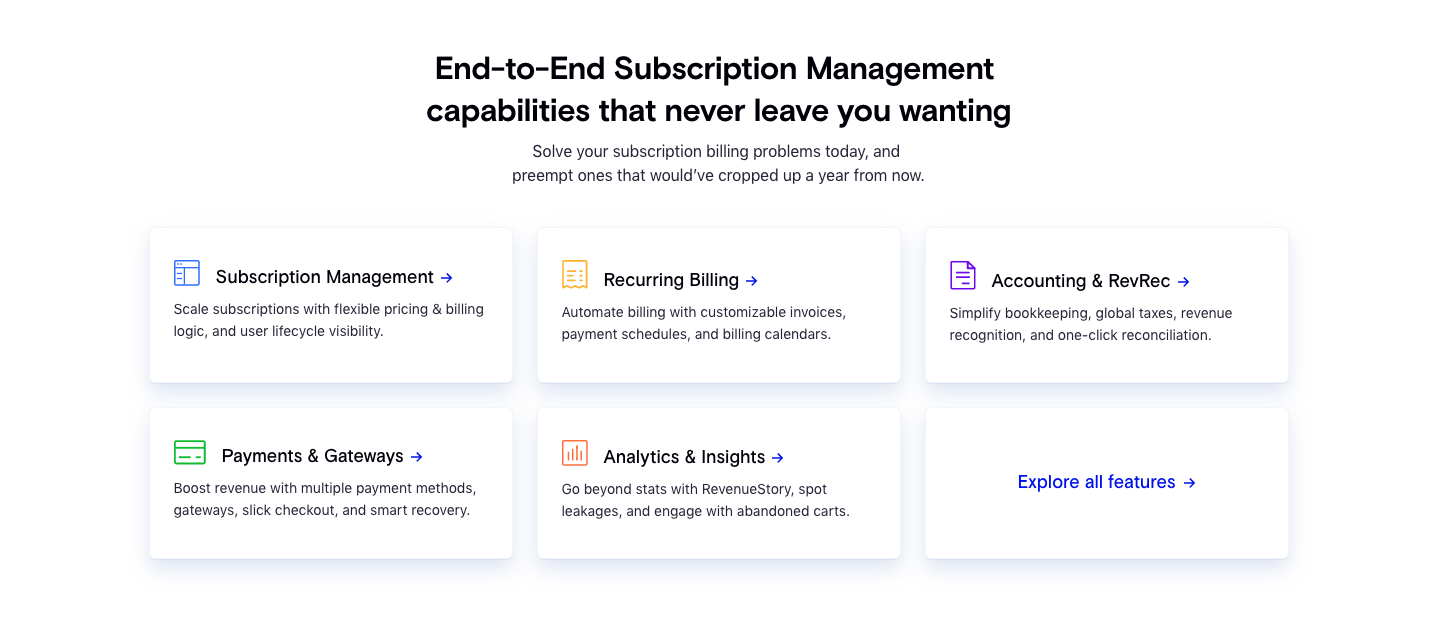 End-to-End Subscription Management
capabilities that never leave you wanting
Solve your subscription billing problems today, and
preempt ones that would’ve cropped up a year from now.
Subscription Management →
Scale subscriptions with flexible pricing & billing
logic, and user lifecycle visibility.
Recurring Billing →
Automate billing with customizable invoices,
payment schedules, and billing calendars.
Accounting & RevRec →
Simplify bookkeeping, global taxes, revenue
recognition, and one-click reconciliation.
Payments & Gateways →
Boost revenue with multiple payment methods,
gateways, slick checkout, and smart recovery.
Analytics & Insights →
Go beyond stats with RevenueStory, spot
leakages, and engage with abandoned carts.
Explore all features →